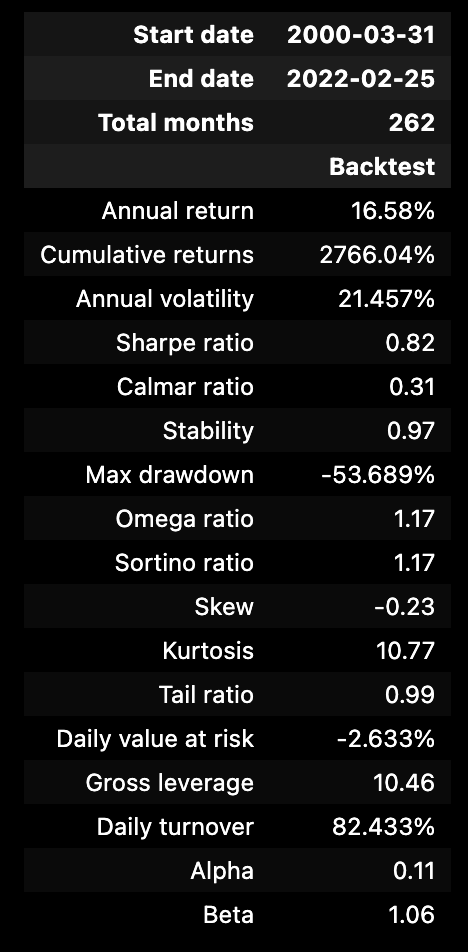 Start date 2000-03-31
End date 2022-02-25
Total months 262
Backtest
Annual return 16.58%
Cumulative returns 2766.04%
Annual volatility 21.457%
Sharpe ratio 0.82
Calmar ratio 0.31
Stability 0.97
Max drawdown -53.689%
Omega ratio 1.17
Sortino ratio 1.17
Skew -0.23
Kurtosis 10.77
Tail ratio 0.99
Daily value at risk -2.633%
Gross leverage 10.46
Daily turnover 82.433%
Alpha 0.11
Beta 1.06